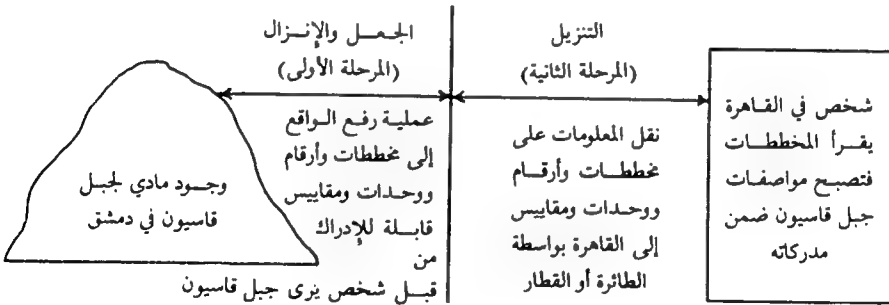 الجعل والإنزال
(المرحلة الأولى)
التنزيل
(المرحلة الثانية)
وجود مادي لجبل
قاسيون في دمشق
عملية رفع الواقع
إلى مخططات وأرقام
ووحدات ومقاييس
قابلة للإدراك
من
قبل شخص يرى جبل قاسيون
نقل المعلومات على
مخططات وأرقام
ووحدات ومقاييس
إلى القاهرة بواسطة
الطائرة أو القطار
شخص في القاهرة
يقرأ المخططات
فتصبح مواصفات
جبل قاسيون ضمن
مدركاته